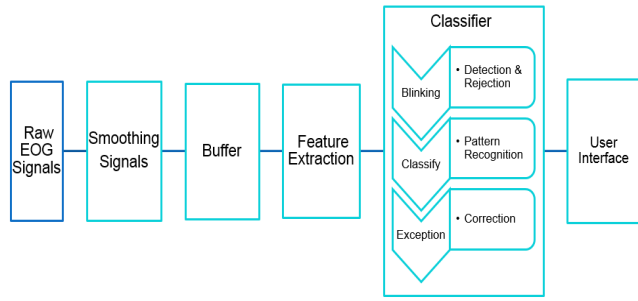 Classifier
Raw
EOG
Signals
Smoothing
Signals
Buffer
Feature
Extraction
Blinking
• Detection &
Rejection
Classify
• Pattern
Recognition
Exception
• Correction
User
Interface